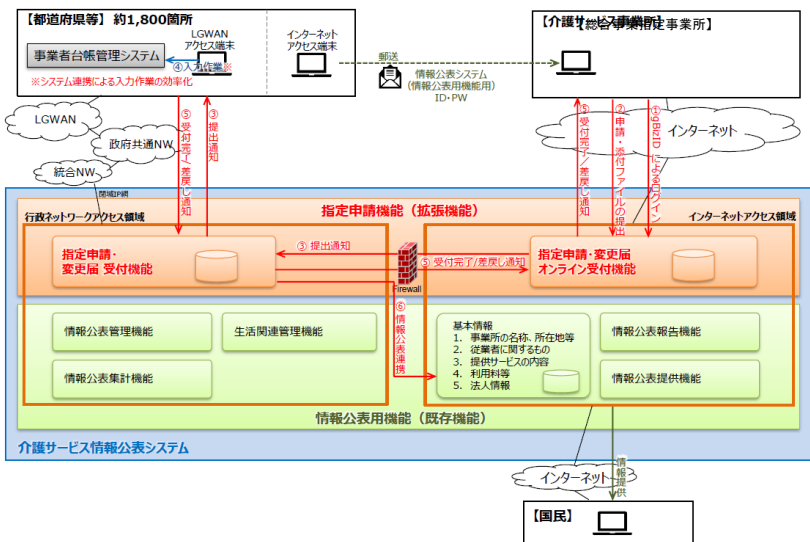 【都道府県等】 約1,800箇所
LGWAN
アクセス端末
インターネット
アクセス端末
事業者台帳管理システム
④入力作業※
※システム連携による入力作業の効率化
郵送
情報公表システム
(情報公表用機能用)
ID・PW
【介護サービス事業所】
【総合事業指定事業所】
LGWAN
政府共通NW
統合NW
閉域IP網
⑤受付完了/差戻し通知
③提出通知
⑤受付完了/差戻し通知
②申請・添付ファイルの提出
①gBizID によるログイン
インターネット
行政ネットワークアクセス領域
指定申請機能（拡張機能）
インターネットアクセス領域
指定申請・
変更届 受付機能
③ 提出通知
⑤ 受付完了/差戻し通知
Firewall
指定申請・変更届
オンライン受付機能
⑥情報公表連携
情報公表管理機能
生活関連管理機能
情報公表集計機能
基本情報
1. 事業所の名称、所在地等
2. 従業者に関するもの
3. 提供サービスの内容
4. 利用料等
5. 法人情報
情報公表報告機能
情報公表提供機能
情報公表用機能（既存機能）
介護サービス情報公表システム
インターネット
情報提供
【国民】